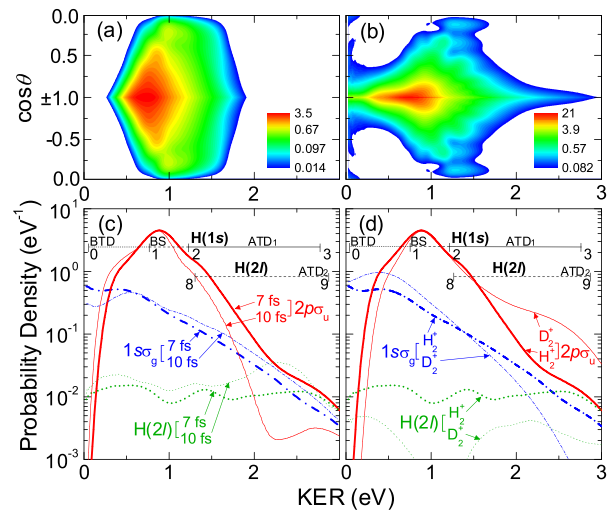 cosθ
0.0
-0.5
±1.0
0.5
0.0
(a)
3.5
0.67
0.097
0.014
0 1 2
(b)
21
3.9
0.57
0.082
0 1 2 3
Probability Density (eV⁻¹)
10¹
10⁰
10⁻¹
10⁻²
10⁻³
(c)
H(1s)
BTD BS ATD₁
0 1 2 3
H(2l) ATD₂
8 9
7 fs
10 fs ]2pσᵤ
1sσ_g[ 7 fs
10 fs
H(2l)[ 7 fs
10 fs
0 1 2
(d)
H(1s)
BTD BS ATD₁
0 1 2 3
H(2l) ATD₂
8 9
D₂⁺
H₂⁺ ]2pσᵤ
1sσ_g[ H₂⁺
D₂⁺
H(2l)[ H₂⁺
D₂⁺
0 1 2 3
KER (eV)